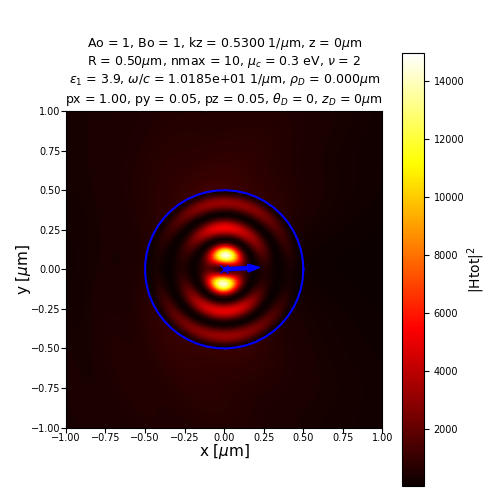 Ao = 1, Bo = 1, kz = 0.5300 1/μm, z = 0μm
R = 0.50μm, nmax = 10, μc = 0.3 eV, ν = 2
ε1 = 3.9, ω/c = 1.0185e+01 1/μm, ρD = 0.000μm
px = 1.00, py = 0.05, pz = 0.05, θD = 0, zD = 0μm
1.00
0.75
0.50
0.25
0.00
−0.25
−0.50
−0.75
−1.00
y [μm]
−1.00 −0.75 −0.50 −0.25 0.00 0.25 0.50 0.75 1.00
x [μm]
14000
12000
10000
8000
6000
4000
2000
|Htot|²